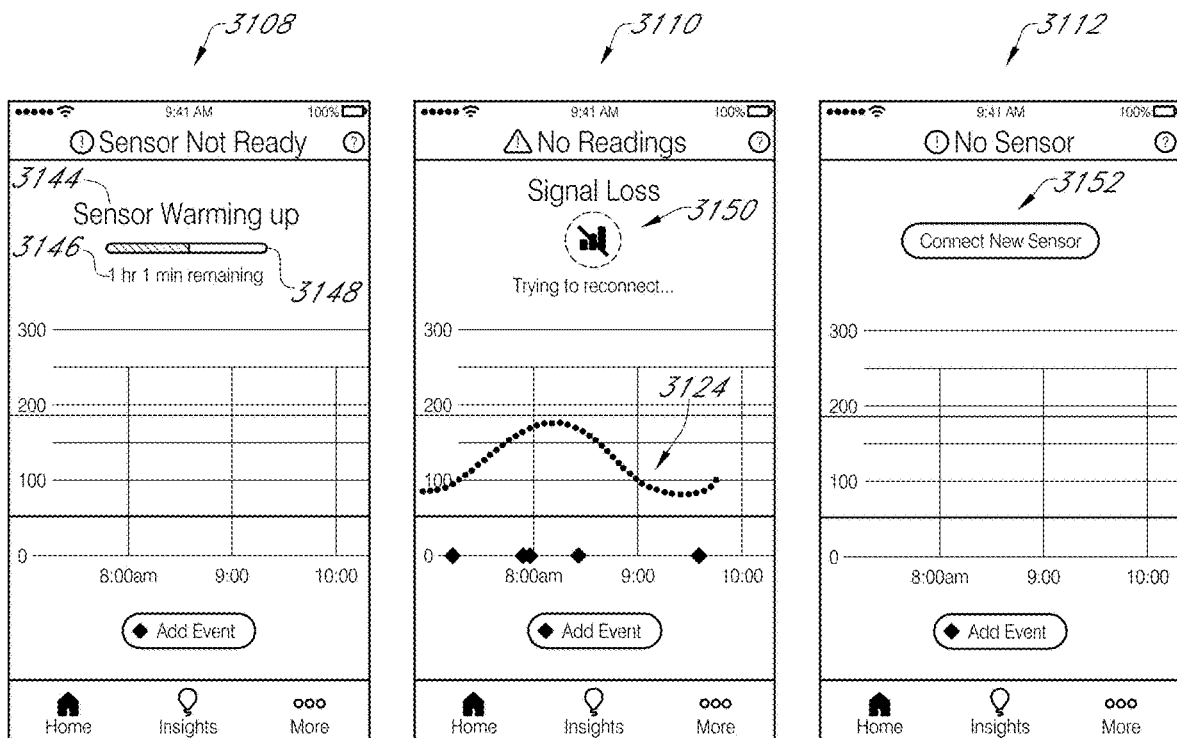 3108
3110
3112
9:41 AM 100%
! Sensor Not Ready ?
3144
Sensor Warming up
3146
1 hr 1 min remaining
3148
300
200
100
0
8:00am 9:00 10:00
Add Event
Home Insights More
9:41 AM 100%
! No Readings ?
Signal Loss
3150
Trying to reconnect...
300
3124
200
100
0
8:00am 9:00 10:00
Add Event
Home Insights More
9:41 AM 100%
! No Sensor ?
3152
Connect New Sensor
300
200
100
0
8:00am 9:00 10:00
Add Event
Home Insights More